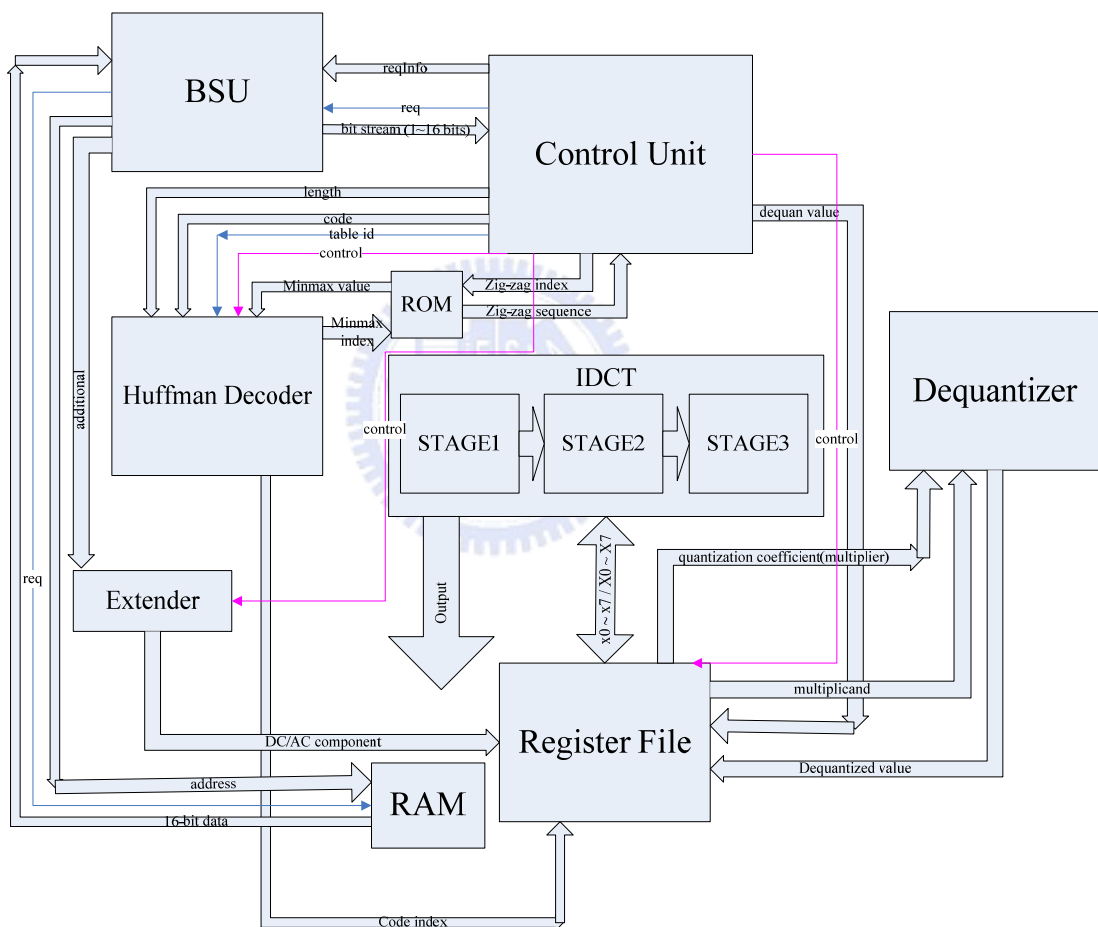 BSU
reqInfo
req
bit stream (1~16 bits)
Control Unit
length
code
table id
control
dequan value
Minmax value
ROM
Zig-zag index
Zig-zag sequence
Minmax
index
Huffman Decoder
additional
IDCT
STAGE1
STAGE2
STAGE3
control
control
Dequantizer
quantization coefficient(multiplier)
req
Extender
Output
x0 ~ x7 / X0 ~ X7
multiplicand
Register File
DC/AC component
Dequantized value
address
RAM
16-bit data
Code index